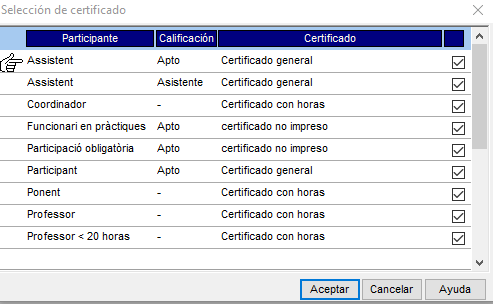 Selección de certificado
Participante Calificación Certificado
Assistent Apto Certificado general
Assistent Asistente Certificado general
Coordinador - Certificado con horas
Funcionari en pràctiques Apto certificado no impreso
Participació obligatòria Apto certificado no impreso
Participant Apto Certificado general
Ponent - Certificado con horas
Professor - Certificado con horas
Professor < 20 horas - Certificado con horas
Aceptar Cancelar Ayuda